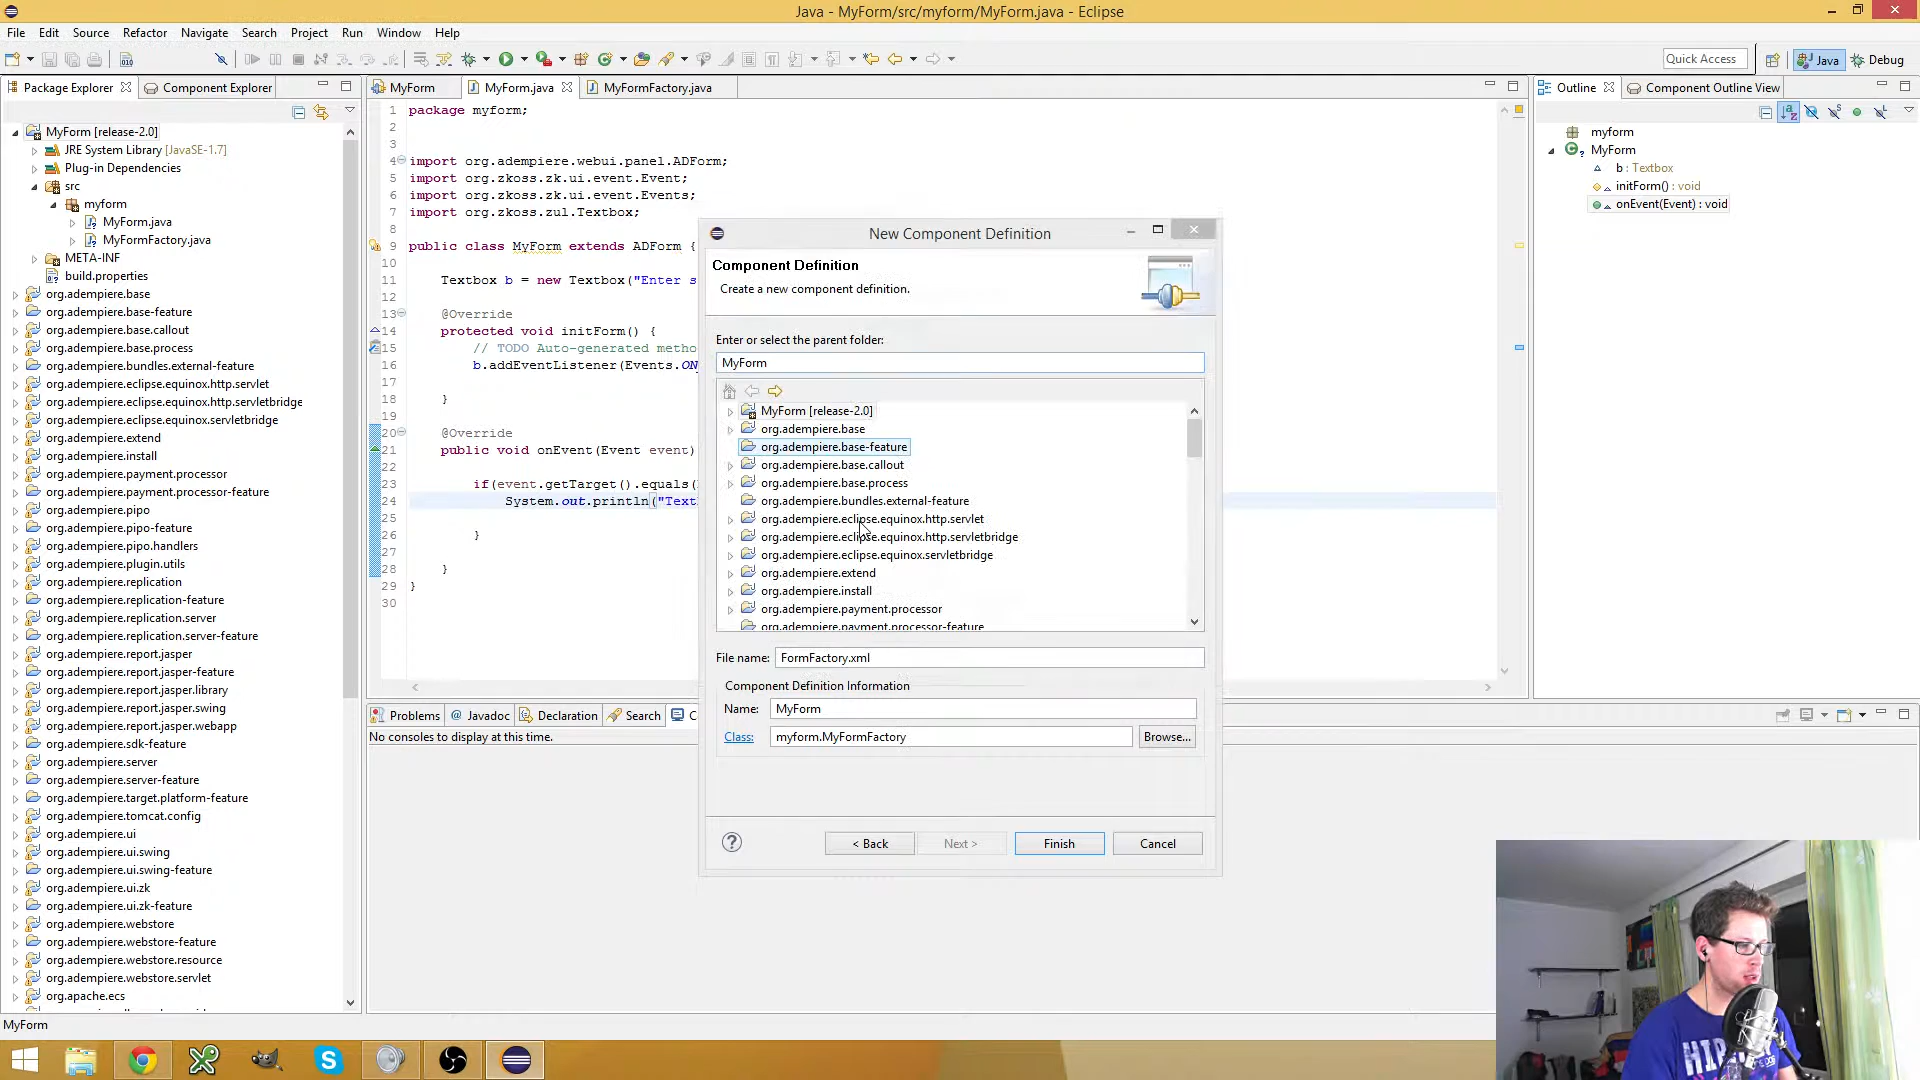 Java - MyForm/src/myform/MyForm.java - Eclipse
File Edit Source Refactor Navigate Search Project Run Window Help
Quick Access Java Debug
Package Explorer Component Explorer
MyForm MyForm.java MyFormFactory.java
Outline Component Outline View
MyForm [release-2.0]
JRE System Library [JavaSE-1.7]
Plug-in Dependencies
src
myform
MyForm.java
MyFormFactory.java
META-INF
build.properties
org.adempiere.base
org.adempiere.base-feature
org.adempiere.base.callout
org.adempiere.base.process
org.adempiere.bundles.external-feature
org.adempiere.eclipse.equinox.http.servlet
org.adempiere.eclipse.equinox.http.servletbridge
org.adempiere.eclipse.equinox.servletbridge
org.adempiere.extend
org.adempiere.install
org.adempiere.payment.processor
org.adempiere.payment.processor-feature
org.adempiere.pipo
org.adempiere.pipo-feature
org.adempiere.pipo.handlers
org.adempiere.plugin.utils
org.adempiere.replication
org.adempiere.replication-feature
org.adempiere.replication.server
org.adempiere.replication.server-feature
org.adempiere.report.jasper
org.adempiere.report.jasper-feature
org.adempiere.report.jasper.library
org.adempiere.report.jasper.swing
org.adempiere.report.jasper.webapp
org.adempiere.sdk-feature
org.adempiere.server
org.adempiere.server-feature
org.adempiere.target.platform-feature
org.adempiere.tomcat.config
org.adempiere.ui
org.adempiere.ui.swing
org.adempiere.ui.swing-feature
org.adempiere.ui.zk
org.adempiere.ui.zk-feature
org.adempiere.webstore
org.adempiere.webstore-feature
org.adempiere.webstore.resource
org.adempiere.webstore.servlet
org.apache.ecs
MyForm
1 package myform;
2
3
4 import org.adempiere.webui.panel.ADForm;
5 import org.zkoss.zk.ui.event.Event;
6 import org.zkoss.zk.ui.event.Events;
7 import org.zkoss.zul.Textbox;
8
9 public class MyForm extends ADForm {
10
11 Textbox b = new Textbox("Enter s
12
13 @Override
14 protected void initForm() {
15 // TODO Auto-generated metho
16 b.addEventListener(Events.ON
17
18 }
19
20 @Override
21 public void onEvent(Event event)
22
23 if(event.getTarget().equals(
24 System.out.println("Text
25
26 }
27
28 }
29 }
30
New Component Definition
Component Definition
Create a new component definition.
Enter or select the parent folder:
MyForm
MyForm [release-2.0]
org.adempiere.base
org.adempiere.base-feature
org.adempiere.base.callout
org.adempiere.base.process
org.adempiere.bundles.external-feature
org.adempiere.eclipse.equinox.http.servlet
org.adempiere.eclipse.equinox.http.servletbridge
org.adempiere.eclipse.equinox.servletbridge
org.adempiere.extend
org.adempiere.install
org.adempiere.payment.processor
org.adempiere.payment.processor-feature
File name: FormFactory.xml
Component Definition Information
Name: MyForm
Class: myform.MyFormFactory Browse...
< Back Next > Finish Cancel
Problems Javadoc Declaration Search
No consoles to display at this time.
myform
MyForm
b : Textbox
initForm() : void
onEvent(Event) : void